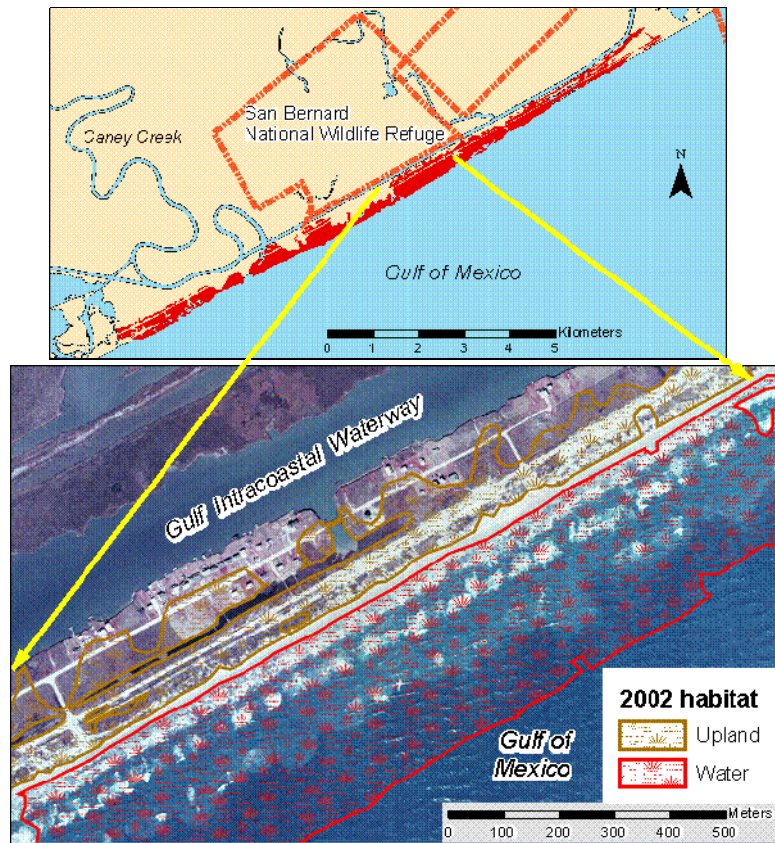 San Bernard
National Wildlife Refuge
Caney Creek
N
Gulf of Mexico
Kilometers
0 1 2 3 4 5
Gulf Intracoastal Waterway
2002 habitat
Upland
Water
Gulf of
Mexico
Meters
0 100 200 300 400 500